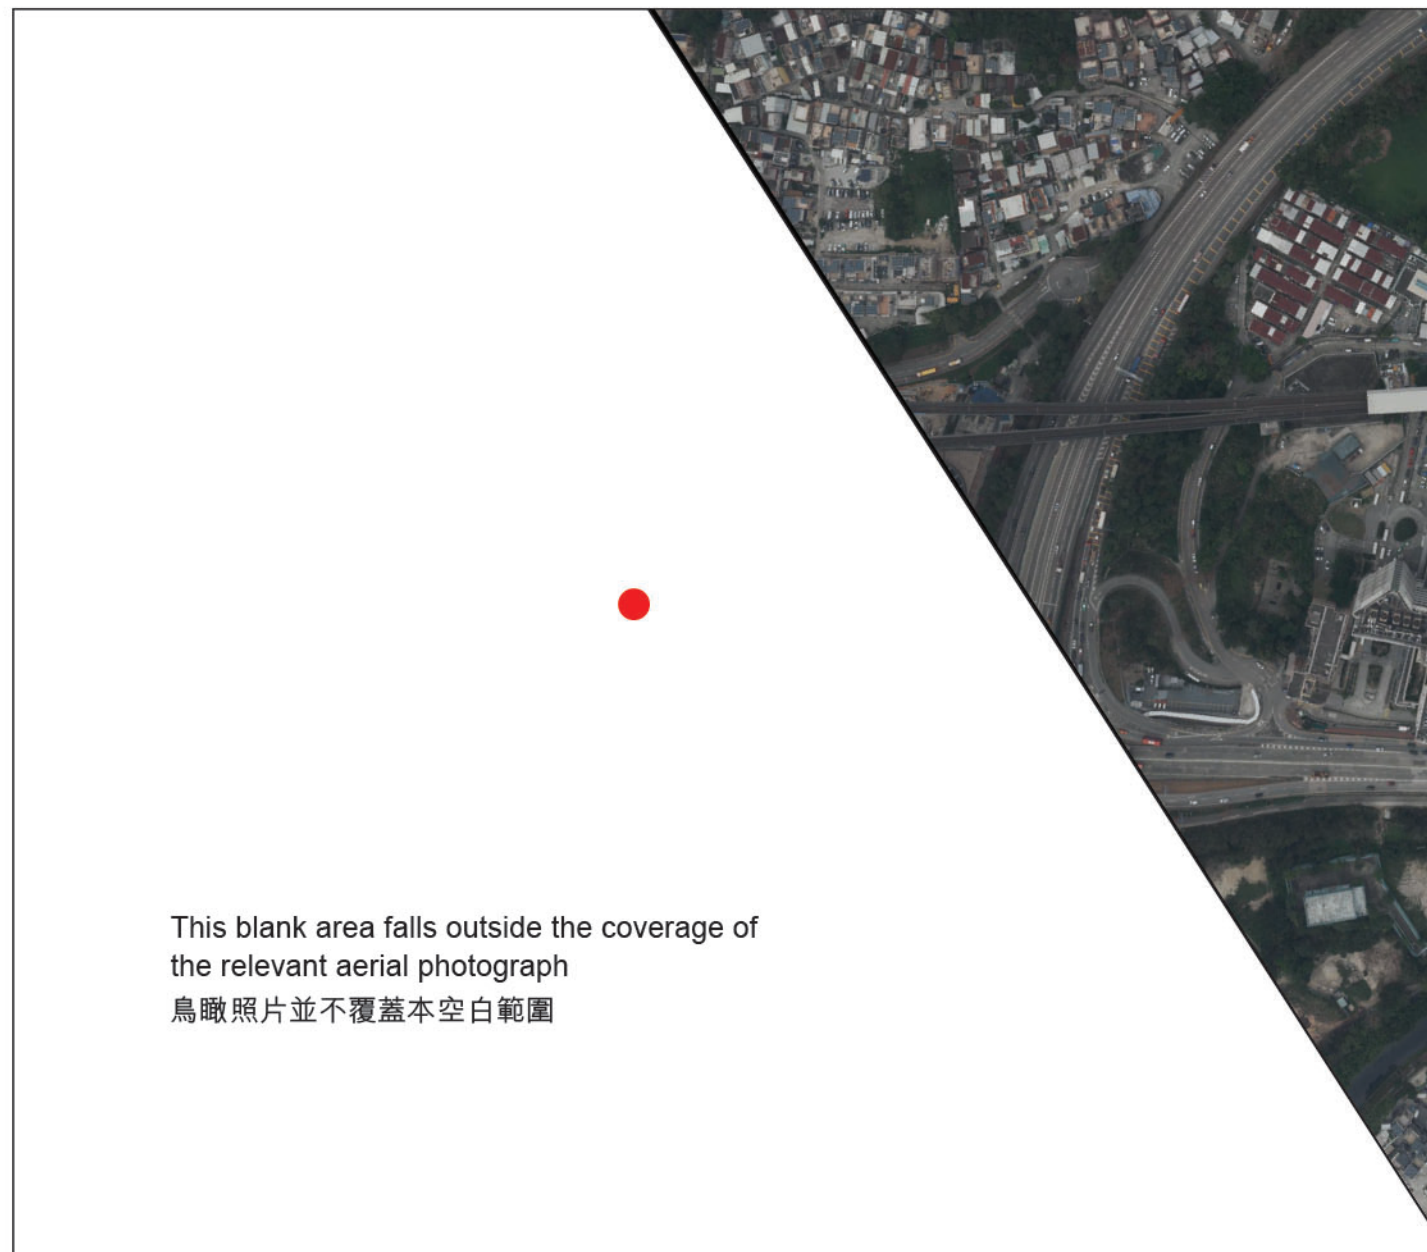 This blank area falls outside the coverage of
the relevant aerial photograph
鳥瞰照片並不覆蓋本空白範圍